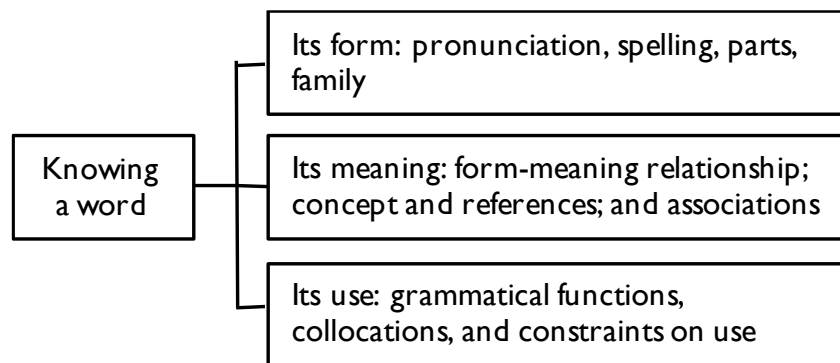 Its form: pronunciation, spelling, parts,
family
Knowing
a word
Its meaning: form-meaning relationship;
concept and references; and associations
Its use: grammatical functions,
collocations, and constraints on use